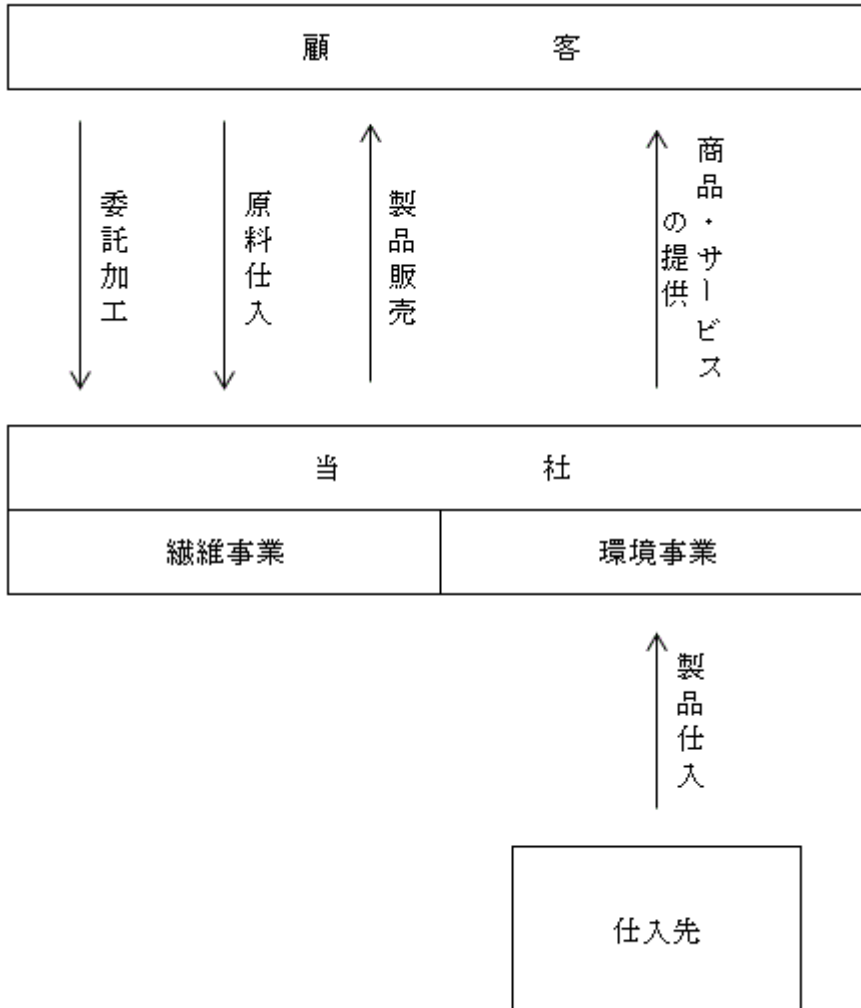 顧客
委託加工
原料仕入
製品販売
商品・サービス
の提供
当社
繊維事業
環境事業
製品仕入
仕入先